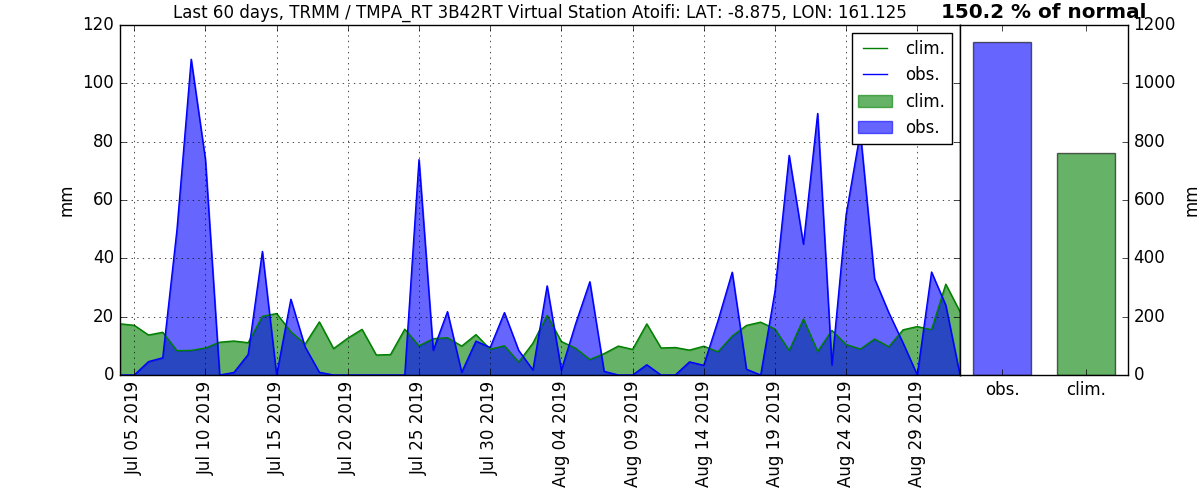 Last 60 days, TRMM / TMPA_RT 3B42RT Virtual Station Atoifi: LAT: -8.875, LON: 161.125
150.2 % of normal
120
100
80
60
40
20
0
mm
clim.
obs.
clim.
obs.
1200
1000
800
600
400
200
0
mm
Jul 05 2019
Jul 10 2019
Jul 15 2019
Jul 20 2019
Jul 25 2019
Jul 30 2019
Aug 04 2019
Aug 09 2019
Aug 14 2019
Aug 19 2019
Aug 24 2019
Aug 29 2019
obs.
clim.